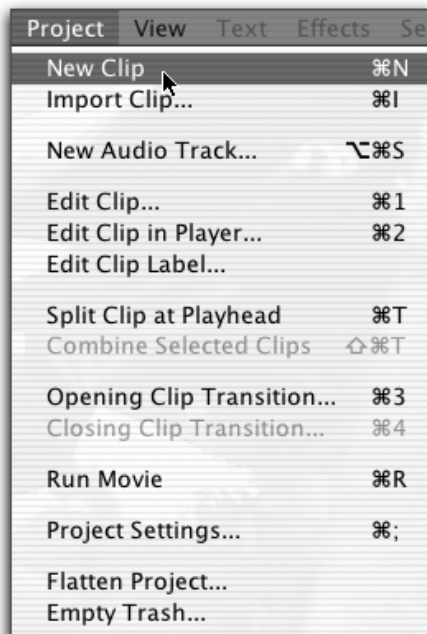 Project View Text Effects Se
New Clip ⌘N
Import Clip... ⌘I
New Audio Track... ⌥⌘S
Edit Clip... ⌘1
Edit Clip in Player... ⌘2
Edit Clip Label...
Split Clip at Playhead ⌘T
Combine Selected Clips ⇧⌘T
Opening Clip Transition... ⌘3
Closing Clip Transition... ⌘4
Run Movie ⌘R
Project Settings... ⌘;
Flatten Project...
Empty Trash...